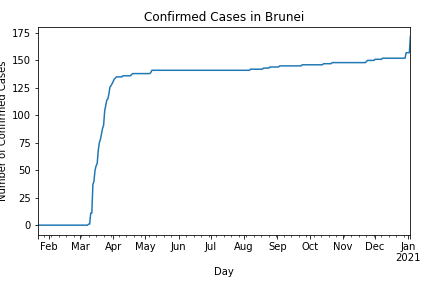 Confirmed Cases in Brunei
175
150
125
100
75
50
25
0
Number of Confirmed Cases
Feb Mar Apr May Jun Jul Aug Sep Oct Nov Dec Jan
2021
Day